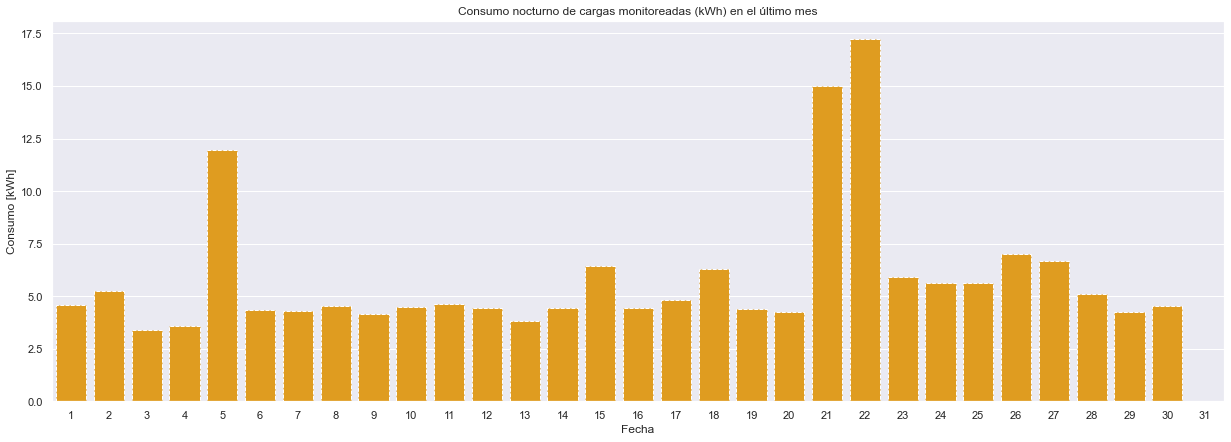 Consumo nocturno de cargas monitoreadas (kWh) en el último mes
Consumo [kWh]
17.5
15.0
12.5
10.0
7.5
5.0
2.5
0.0
1 2 3 4 5 6 7 8 9 10 11 12 13 14 15 16 17 18 19 20 21 22 23 24 25 26 27 28 29 30 31
Fecha